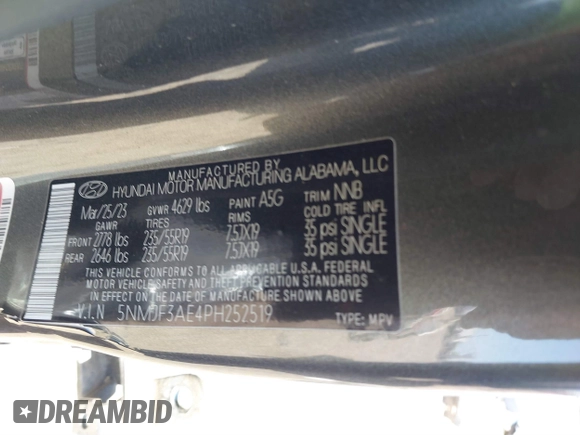 MANUFACTURED BY
HYUNDAI MOTOR MANUFACTURING ALABAMA, LLC
Mar/25/23 GVWR 4629 lbs PAINT A5G TRIM NNB
GAWR TIRES RIMS COLD TIRE INFL
FRONT 2778 lbs 235/55R19 7.5JX19 35 psi SINGLE
REAR 2646 lbs 235/55R19 7.5JX19 35 psi SINGLE
THIS VEHICLE CONFORMS TO ALL APPLICABLE U.S.A. FEDERAL
MOTOR VEHICLE SAFETY, BUMPER, AND THEFT PREVENTION
STANDARDS IN EFFECT ON THE DATE OF MANUFACTURE SHOWN ABOVE.
V.I.N 5NMJF3AE4PH252519 TYPE: MPV
DREAMBID